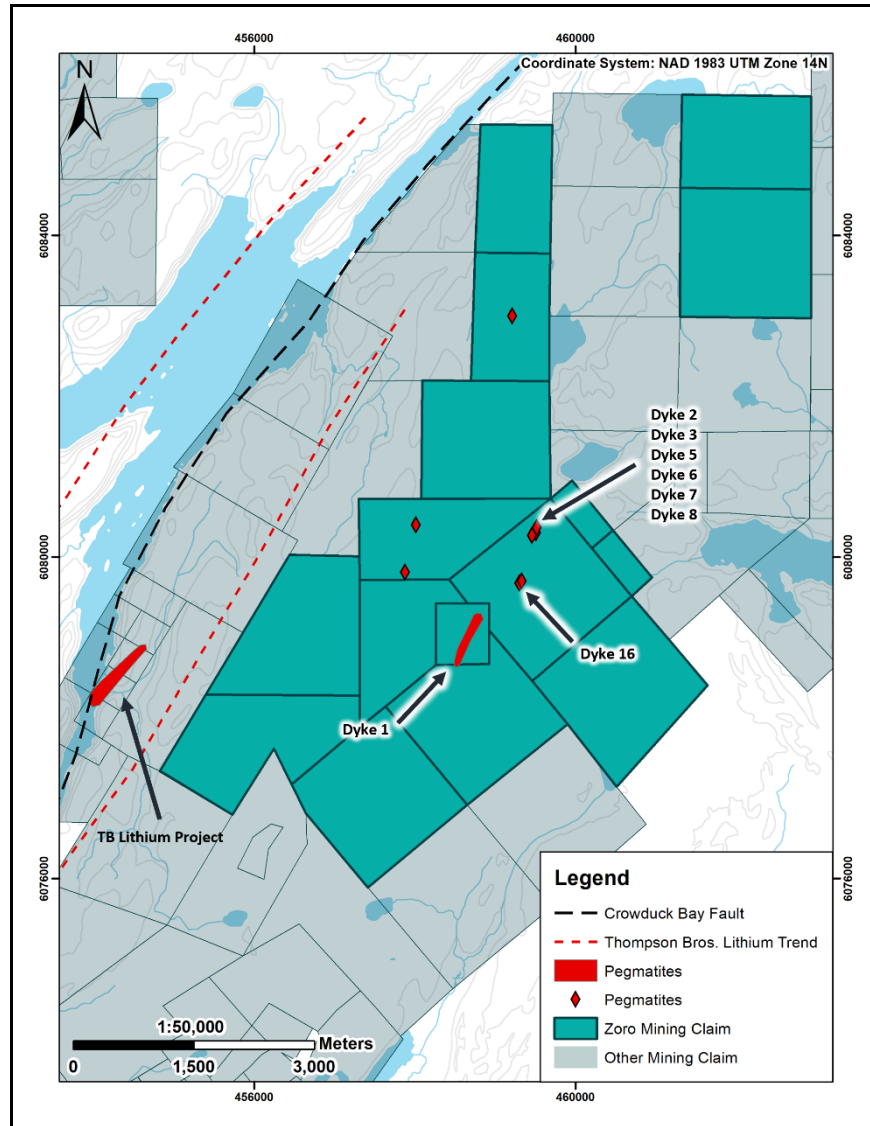 456000
460000
Coordinate System: NAD 1983 UTM Zone 14N
N
6084000
6084000
Dyke 2
Dyke 3
Dyke 5
Dyke 6
Dyke 7
Dyke 8
6080000
6080000
Dyke 16
Dyke 1
TB Lithium Project
6076000
6076000
Legend
Crowduck Bay Fault
Thompson Bros. Lithium Trend
Pegmatites
Pegmatites
Zoro Mining Claim
Other Mining Claim
1:50,000
Meters
0
1,500
3,000
456000
460000